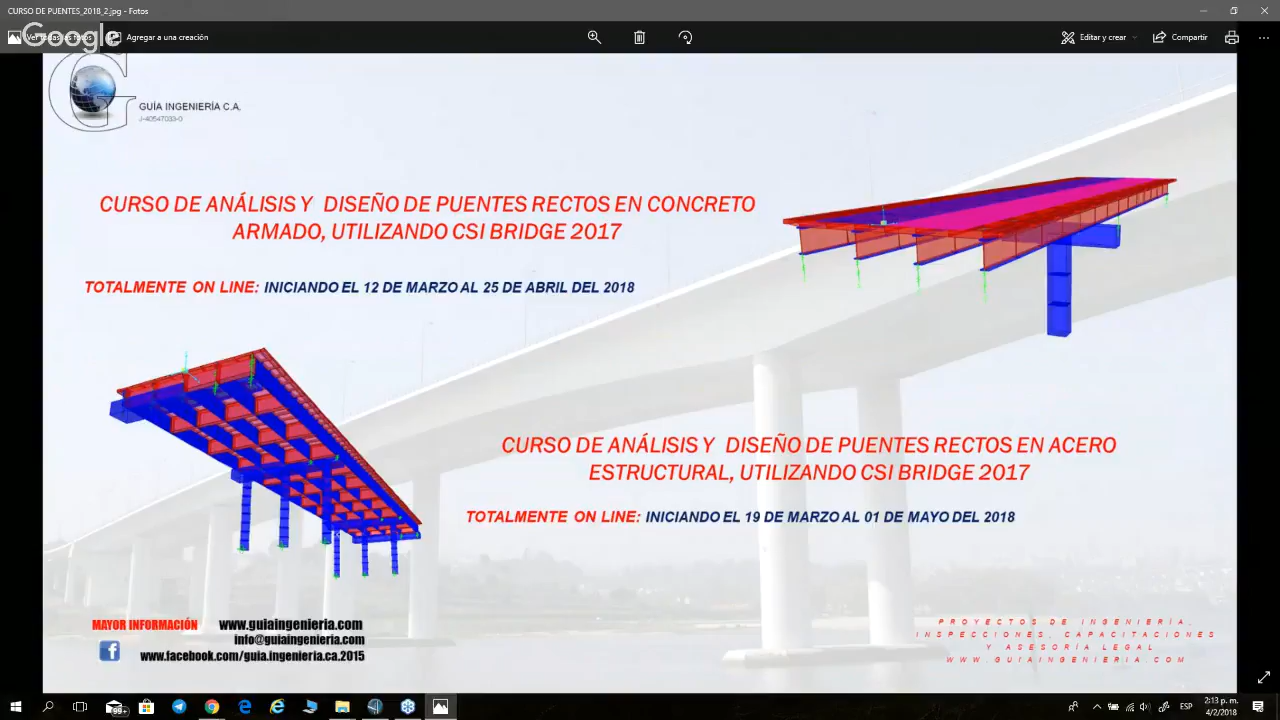 CURSO DE PUENTES_2018_2.jpg - Fotos
Ver todas las fotos
Google
Agregar a una creación
Editar y crear
Compartir
GUÍA INGENIERÍA C.A.
J-40547033-0
CURSO DE ANÁLISIS Y DISEÑO DE PUENTES RECTOS EN CONCRETO
ARMADO, UTILIZANDO CSI BRIDGE 2017
TOTALMENTE ON LINE: INICIANDO EL 12 DE MARZO AL 25 DE ABRIL DEL 2018
CURSO DE ANÁLISIS Y DISEÑO DE PUENTES RECTOS EN ACERO
ESTRUCTURAL, UTILIZANDO CSI BRIDGE 2017
TOTALMENTE ON LINE: INICIANDO EL 19 DE MARZO AL 01 DE MAYO DEL 2018
MAYOR INFORMACIÓN www.guiaingenieria.com
info@guiaingenieria.com
www.facebook.com/guia.ingenieria.ca.2015
PROYECTOS DE INGENIERÍA,
INSPECCIONES, CAPACITACIONES
Y ASESORÍA LEGAL
WWW.GUIAINGENIERIA.COM
99+
ESP
2:13 p. m.
4/2/2018